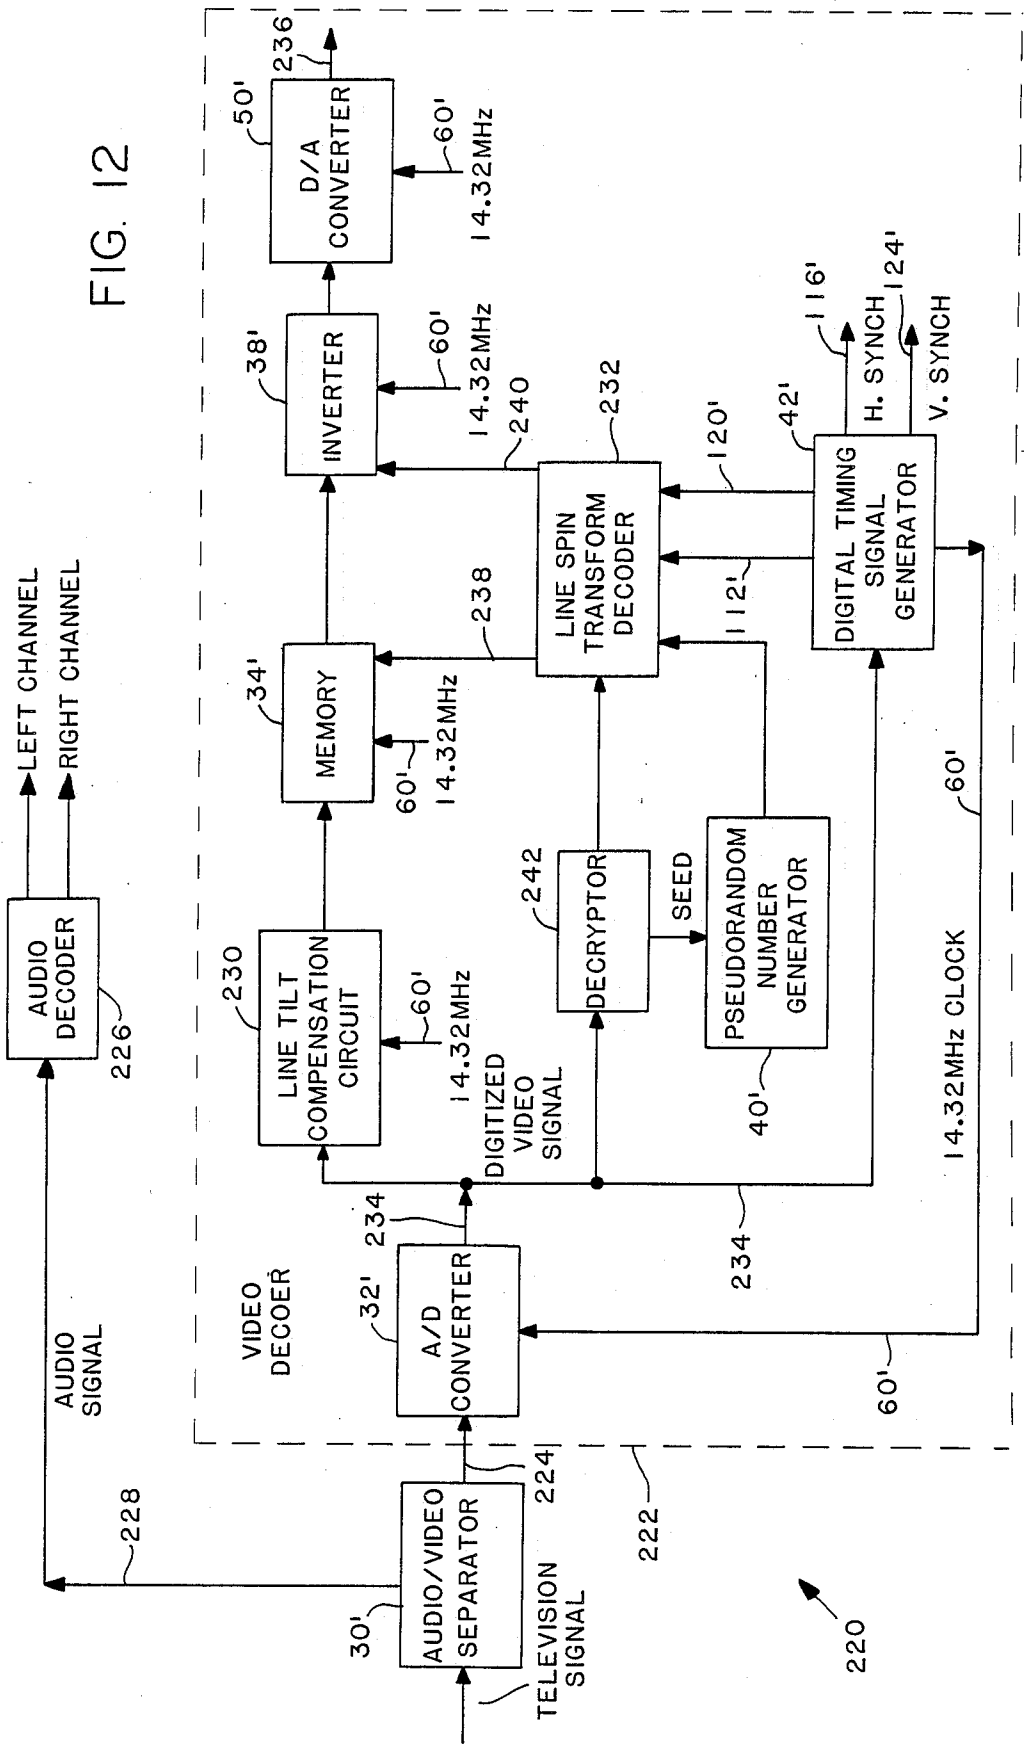 FIG. 12
LEFT CHANNEL
RIGHT CHANNEL
AUDIO
DECODER
226
AUDIO
SIGNAL
228
30'
AUDIO/VIDEO
SEPARATOR
TELEVISION
SIGNAL
224
222
220
VIDEO
DECOER
32'
A/D
CONVERTER
234
DIGITIZED
VIDEO
SIGNAL
230
LINE TILT
COMPENSATION
CIRCUIT
60'
14.32MHz
34'
MEMORY
60'
14.32MHz
38'
INVERTER
60'
14.32MHz
50'
D/A
CONVERTER
236
60'
14.32MHz
238
240
232
LINE SPIN
TRANSFORM
DECODER
242
DECRYPTOR
SEED
PSEUDORANDOM
NUMBER
GENERATOR
40'
112'
120'
42'
DIGITAL TIMING
SIGNAL
GENERATOR
116'
H. SYNCH
124'
V. SYNCH
234
60'
14.32MHz CLOCK
60'